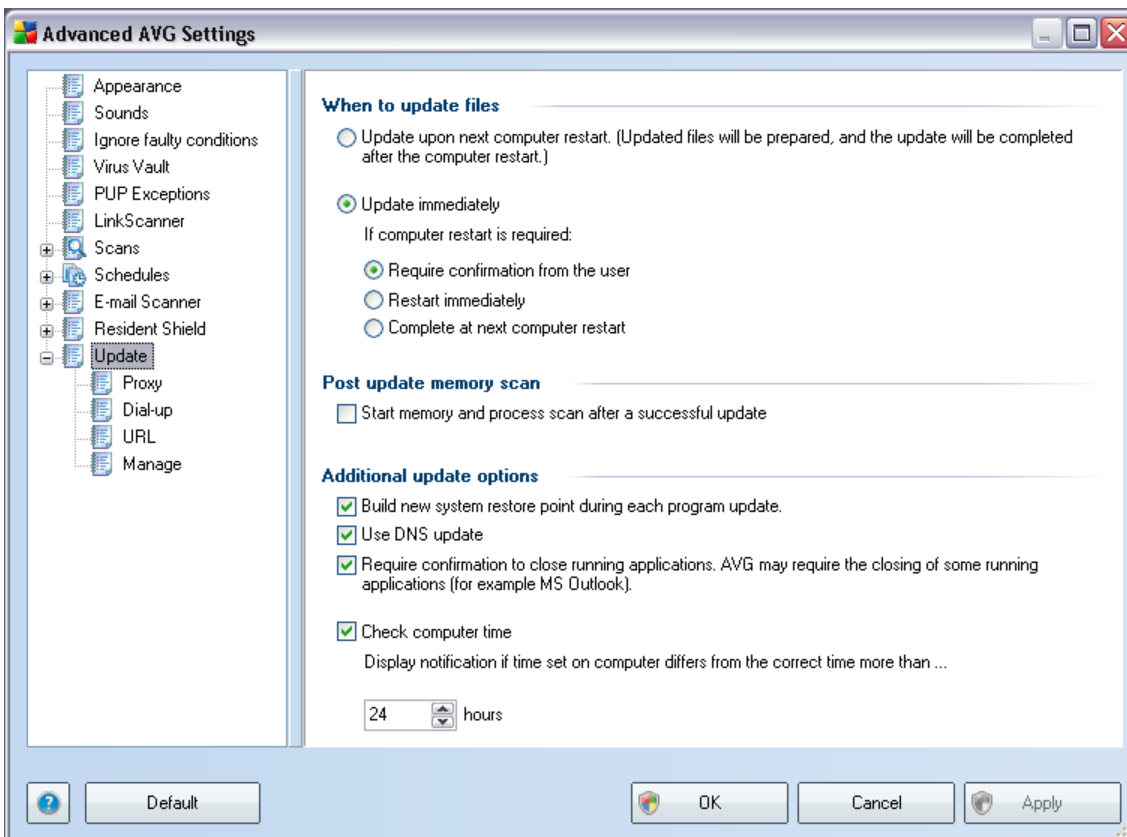 Advanced AVG Settings
Appearance
Sounds
Ignore faulty conditions
Virus Vault
PUP Exceptions
LinkScanner
Scans
Schedules
E-mail Scanner
Resident Shield
Update
Proxy
Dial-up
URL
Manage
When to update files
Update upon next computer restart. (Updated files will be prepared, and the update will be completed
after the computer restart.)
Update immediately
If computer restart is required:
Require confirmation from the user
Restart immediately
Complete at next computer restart
Post update memory scan
Start memory and process scan after a successful update
Additional update options
Build new system restore point during each program update.
Use DNS update
Require confirmation to close running applications. AVG may require the closing of some running
applications (for example MS Outlook).
Check computer time
Display notification if time set on computer differs from the correct time more than ...
24 hours
? Default OK Cancel Apply